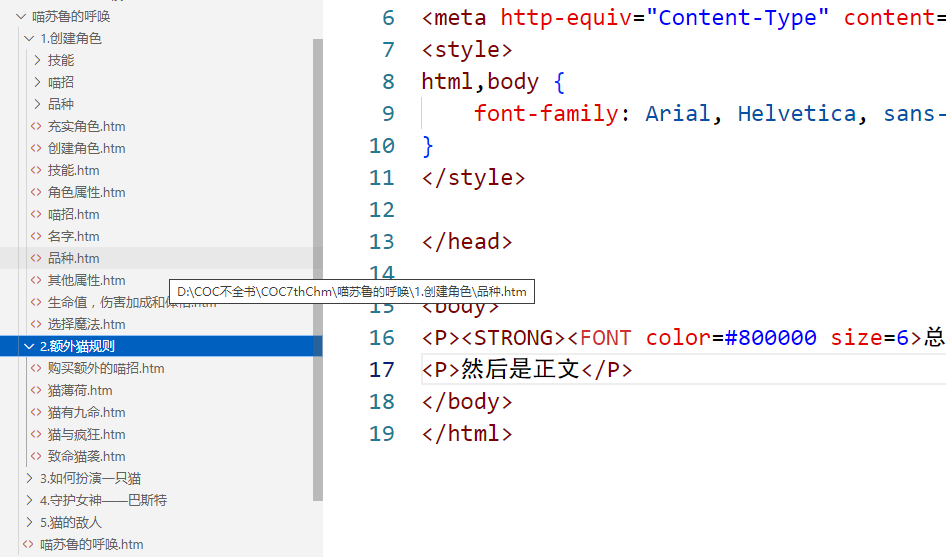 喵苏鲁的呼唤
1.创建角色
技能
喵招
品种
充实角色.htm
创建角色.htm
技能.htm
角色属性.htm
喵招.htm
名字.htm
品种.htm
其他属性.htm
D:\COC不全书\COC7thChm\喵苏鲁的呼唤\1.创建角色\品种.htm
生命值，伤害加成和
选择魔法.htm
2.额外猫规则
购买额外的喵招.htm
猫薄荷.htm
猫有九命.htm
猫与疯狂.htm
致命猫袭.htm
3.如何扮演一只猫
4.守护女神——巴斯特
5.猫的敌人
喵苏鲁的呼唤.htm
6 <meta http-equiv="Content-Type" content=
7 <style>
8 html,body {
9 font-family: Arial, Helvetica, sans-
10 }
11 </style>
12
13 </head>
14
15 <body>
16 <P><STRONG><FONT color=#800000 size=6>总
17 <P>然后是正文</P>
18 </body>
19 </html>